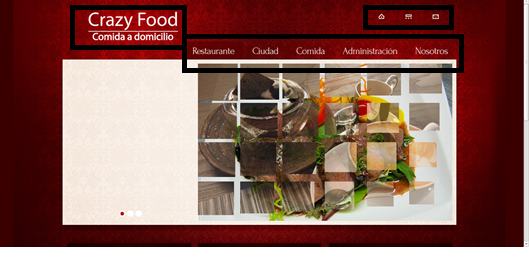 Crazy Food
Comida a domicilio
Restaurante Ciudad Comida Administración Nosotros